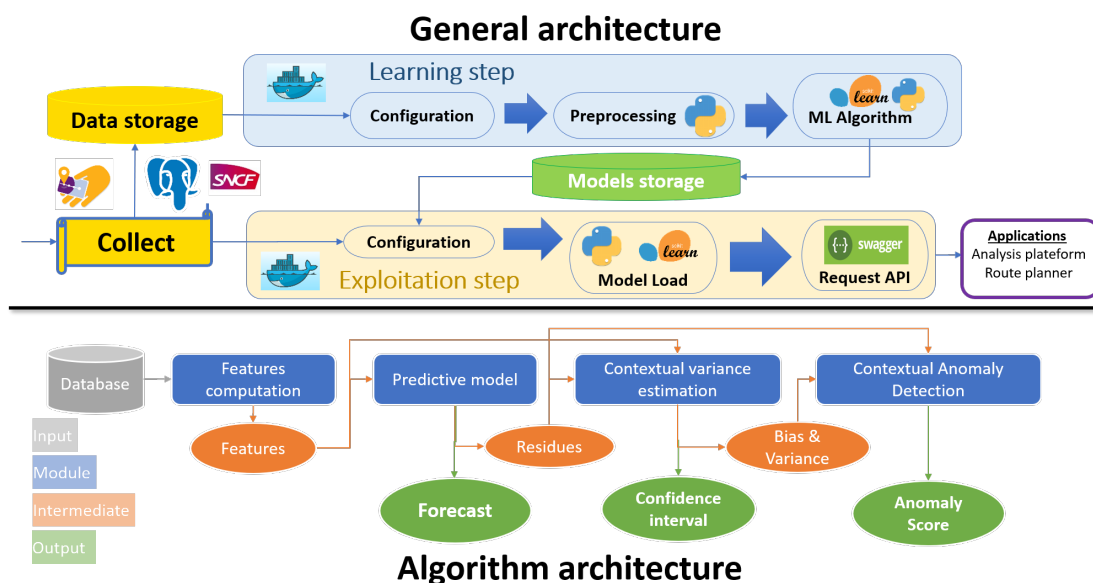 General architecture
Learning step
Data storage
Configuration
Preprocessing
learn
ML Algorithm
SNCF
Models storage
Collect
Configuration
learn
Model Load
swagger
Request API
Exploitation step
Applications
Analysis plateform
Route planner
Database
Features
computation
Predictive model
Contextual variance
estimation
Contextual Anomaly
Detection
Input
Module
Intermediate
Output
Features
Residues
Bias &
Variance
Forecast
Confidence
interval
Anomaly
Score
Algorithm architecture